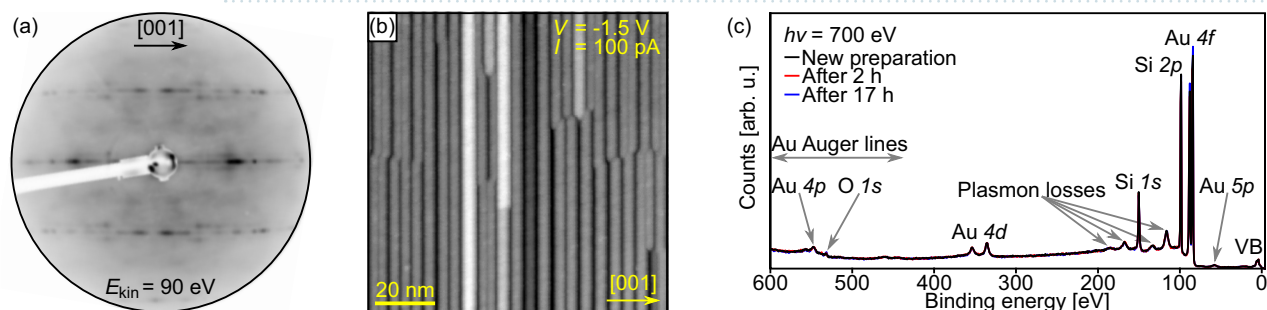 (a)
[001]
E_kin = 90 eV
(b)
V = -1.5 V
I = 100 pA
20 nm
[001]
(c)
hv = 700 eV
New preparation
After 2 h
After 17 h
Au 4f
Si 2p
Au Auger lines
Au 4p O 1s
Plasmon losses
Si 1s
Au 5p
Au 4d
VB
Counts [arb. u.]
600 500 400 300 200 100 0
Binding energy [eV]